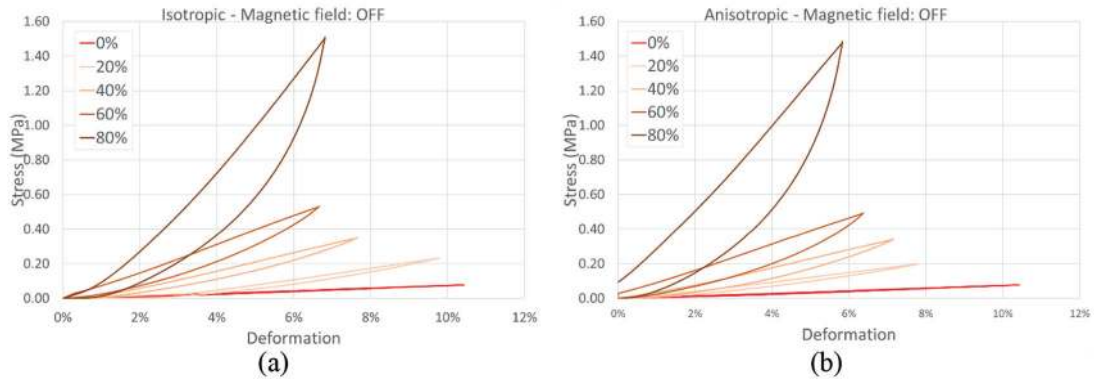 Isotropic - Magnetic field: OFF
1.60
1.40
1.20
1.00
0.80
0.60
0.40
0.20
0.00
Stress (MPa)
0%
20%
40%
60%
80%
0% 2% 4% 6% 8% 10% 12%
Deformation
(a)
Anisotropic - Magnetic field: OFF
1.60
1.40
1.20
1.00
0.80
0.60
0.40
0.20
0.00
Stress (MPa)
0%
20%
40%
60%
80%
0% 2% 4% 6% 8% 10% 12%
Deformation
(b)